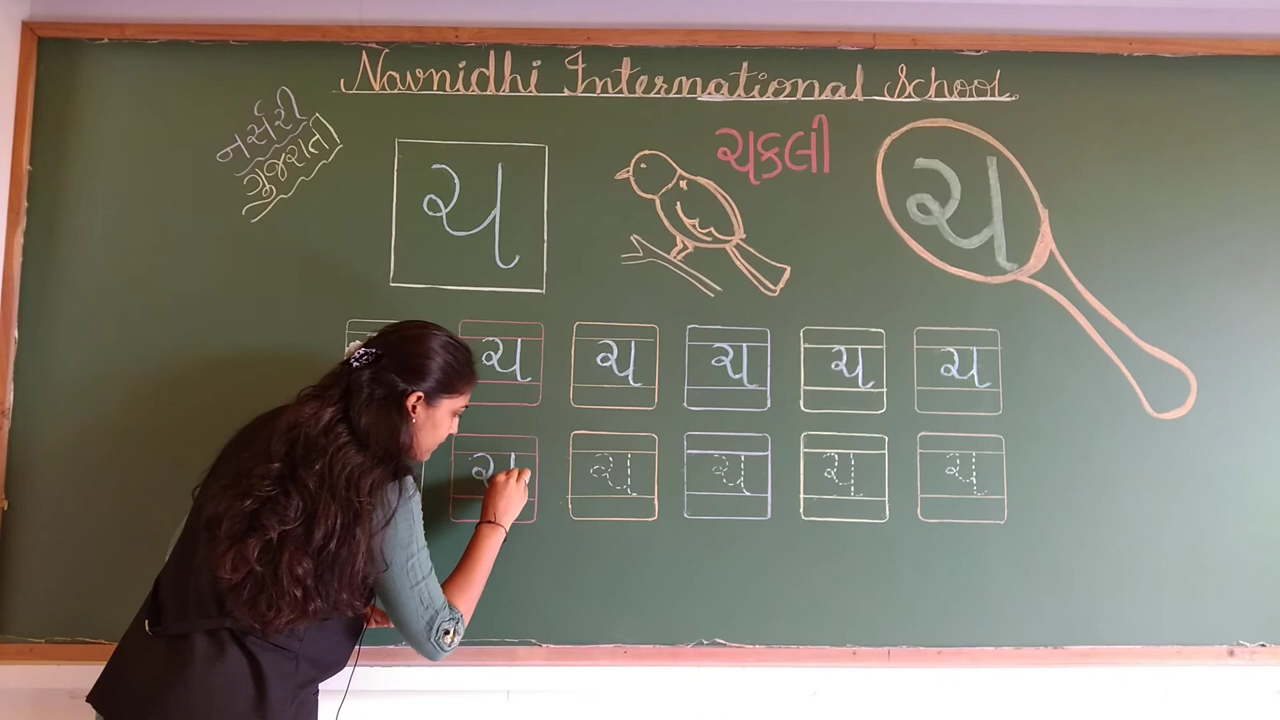 Navnidhi International School
નર્સરી
ગુજરાતી
ચ
ચકલી
ચ
ચ ચ ચ ચ ચ
ચ ચ ચ ચ ચ